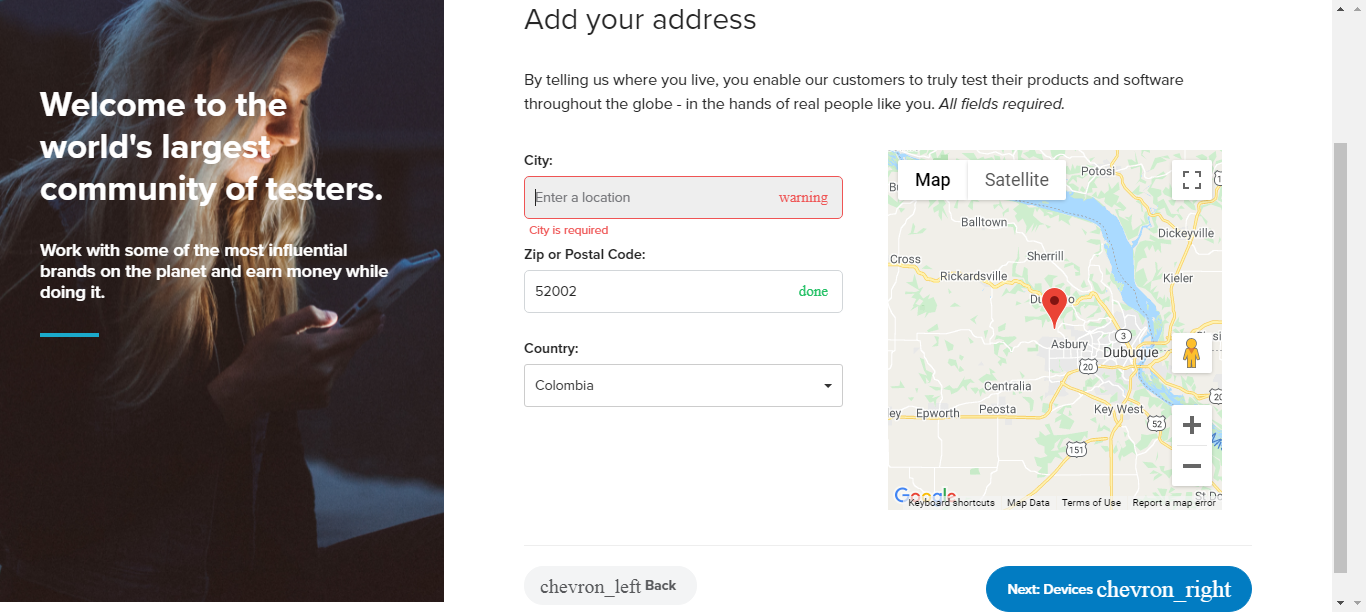 Add your address
Welcome to the
world's largest
community of testers.
Work with some of the most influential
brands on the planet and earn money while
doing it.
By telling us where you live, you enable our customers to truly test their products and software
throughout the globe - in the hands of real people like you. All fields required.
City:
Enter a location warning
City is required
Zip or Postal Code:
52002 done
Country:
Colombia
Map Satellite
Potosi
Balltown
Dickeyville
Cross
Sherrill
Rickardsville
Kieler
Asbury
3
Dubuque
20
Centralia
20
Epworth
Peosta
Key West
52
151
Google
Keyboard shortcuts Map Data Terms of Use Report a map error
chevron_left Back
Next: Devices chevron_right